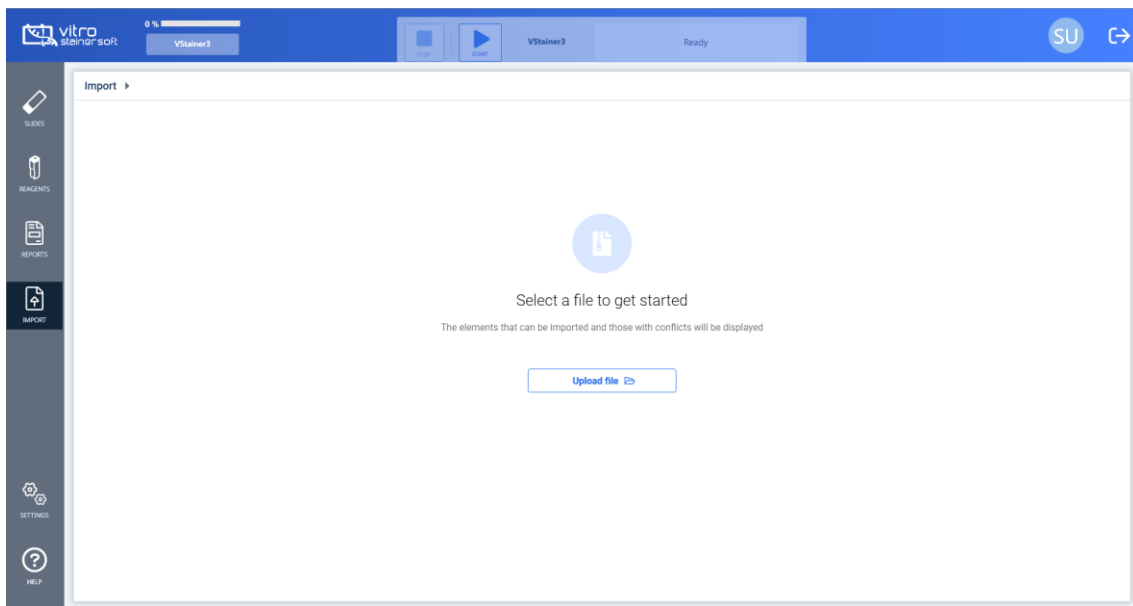 vitro
stainer soft
0 %
VStainer3
STOP
START
VStainer3
Ready
SU
SLIDES
REAGENTS
REPORTS
IMPORT
SETTINGS
HELP
Import
Select a file to get started
The elements that can be imported and those with conflicts will be displayed
Upload file